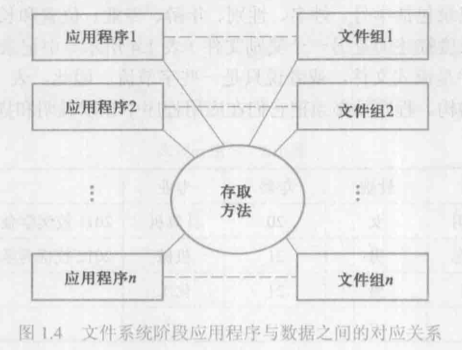 应用程序1
文件组1
应用程序2
文件组2
⋮
⋮
存取
方法
应用程序n
文件组n
图 1.4 文件系统阶段应用程序与数据之间的对应关系